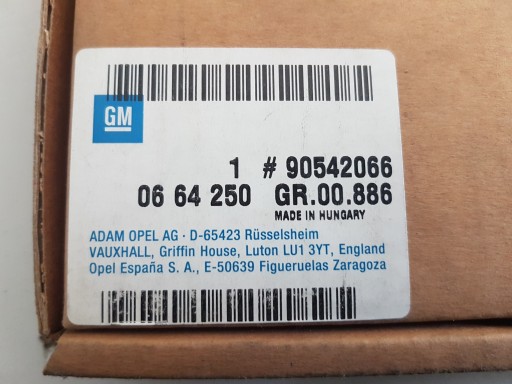 GM
1 # 90542066
06 64 250 GR.00.886
MADE IN HUNGARY
ADAM OPEL AG · D-65423 Rüsselsheim
VAUXHALL, Griffin House, Luton LU1 3YT, England
Opel España S. A., E-50639 Figueruelas Zaragoza